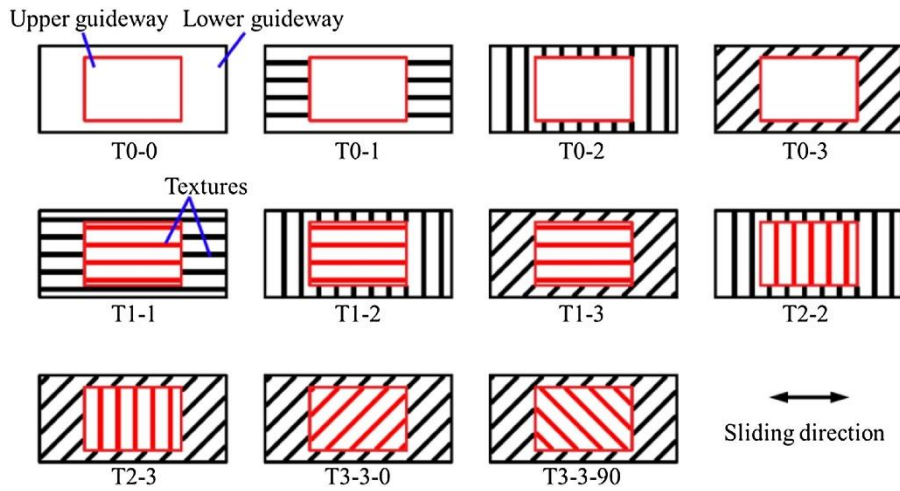 Upper guideway
Lower guideway
T0-0
T0-1
T0-2
T0-3
Textures
T1-1
T1-2
T1-3
T2-2
T2-3
T3-3-0
T3-3-90
Sliding direction